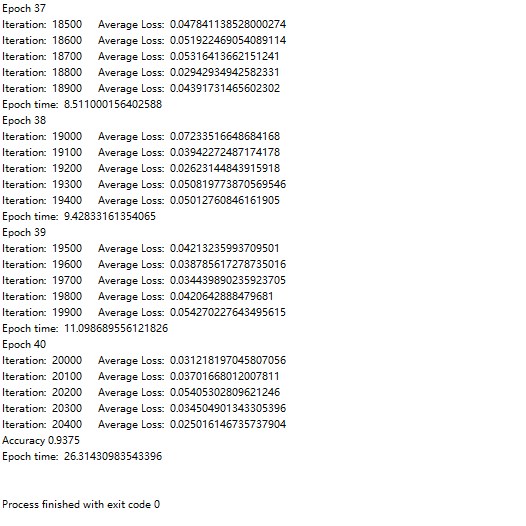 Epoch 37
Iteration: 18500 Average Loss: 0.047841138528000274
Iteration: 18600 Average Loss: 0.051922469054089114
Iteration: 18700 Average Loss: 0.05316413662151241
Iteration: 18800 Average Loss: 0.02942934942582331
Iteration: 18900 Average Loss: 0.04391731465602302
Epoch time: 8.511000156402588
Epoch 38
Iteration: 19000 Average Loss: 0.07233516648684168
Iteration: 19100 Average Loss: 0.03942272487174178
Iteration: 19200 Average Loss: 0.02623144843915918
Iteration: 19300 Average Loss: 0.050819773870569546
Iteration: 19400 Average Loss: 0.05012760846161905
Epoch time: 9.42833161354065
Epoch 39
Iteration: 19500 Average Loss: 0.04213235993709501
Iteration: 19600 Average Loss: 0.038785617278735016
Iteration: 19700 Average Loss: 0.034439890235923705
Iteration: 19800 Average Loss: 0.0420642888479681
Iteration: 19900 Average Loss: 0.054270227643495615
Epoch time: 11.098689556121826
Epoch 40
Iteration: 20000 Average Loss: 0.031218197045807056
Iteration: 20100 Average Loss: 0.03701668012007811
Iteration: 20200 Average Loss: 0.05405302809621246
Iteration: 20300 Average Loss: 0.034504901343305396
Iteration: 20400 Average Loss: 0.025016146735737904
Accuracy 0.9375
Epoch time: 26.31430983543396
Process finished with exit code 0